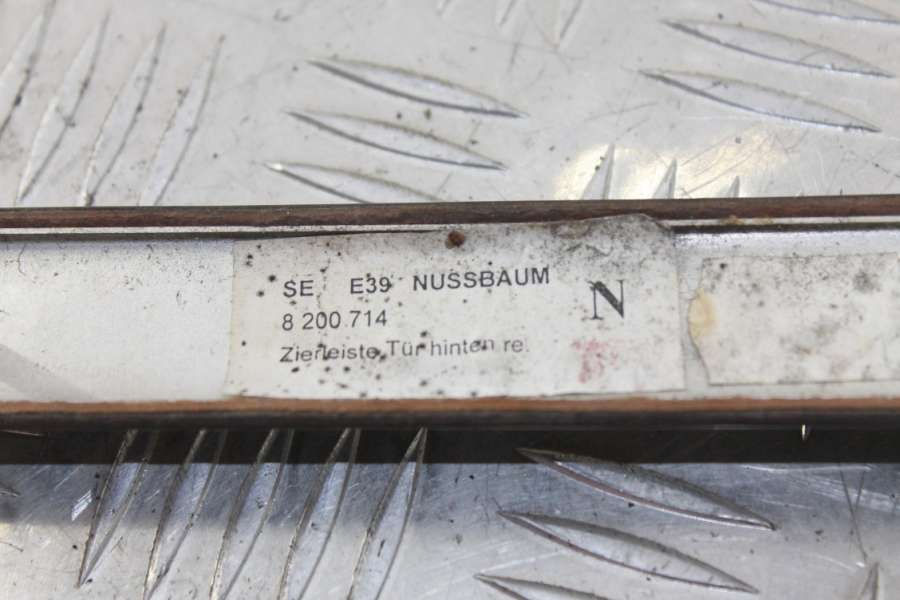 SE E39 NUSSBAUM
N
8 200.714
Zierleiste Tür hinten re.